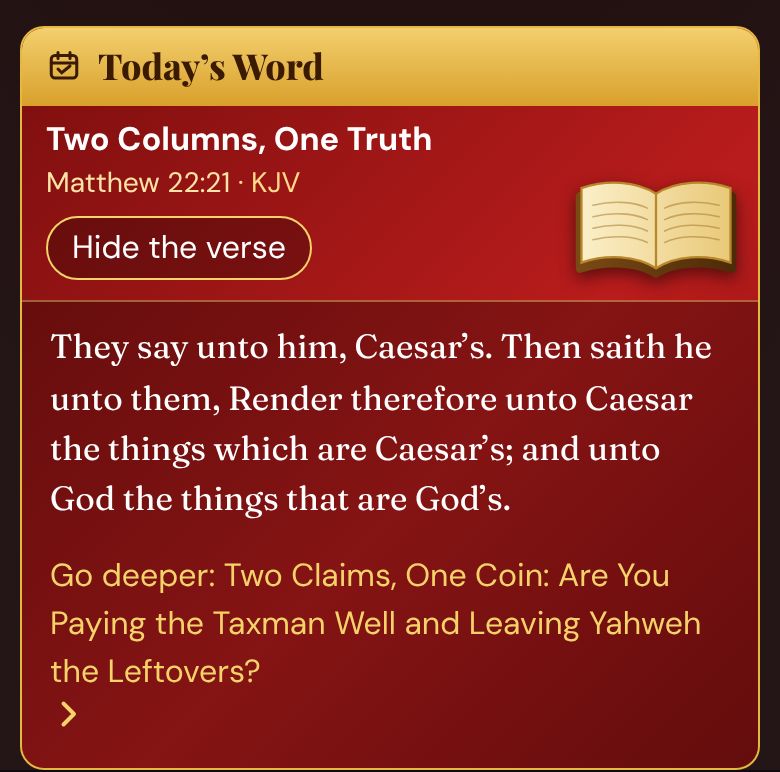 Today’s Word
Two Columns, One Truth
Matthew 22:21 · KJV
Hide the verse
They say unto him, Caesar’s. Then saith he
unto them, Render therefore unto Caesar
the things which are Caesar’s; and unto
God the things that are God’s.
Go deeper: Two Claims, One Coin: Are You
Paying the Taxman Well and Leaving Yahweh
the Leftovers?